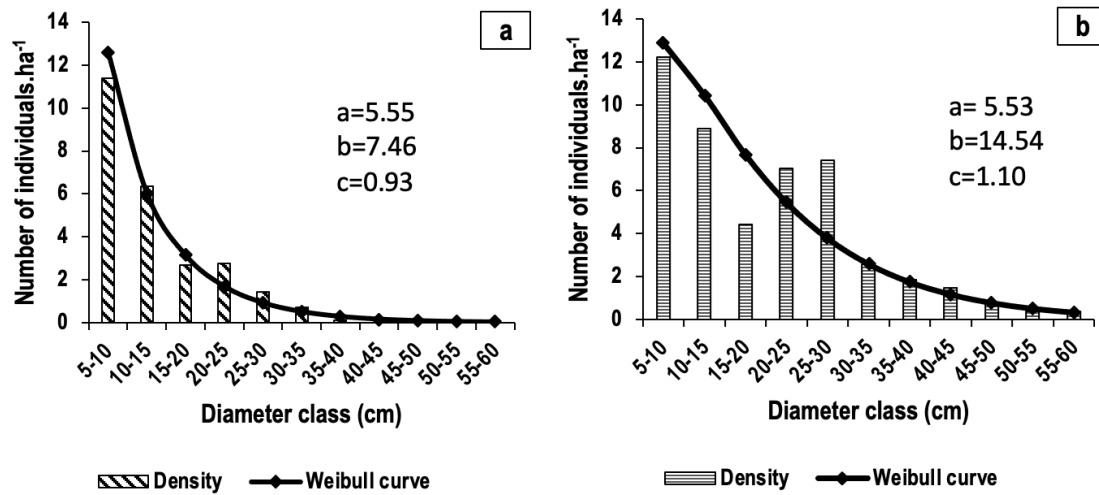 a
Number of individuals.ha-1
14
12
10
8
6
4
2
0
a=5.55
b=7.46
c=0.93
5-10
10-15
15-20
20-25
25-30
30-35
35-40
40-45
45-50
50-55
55-60
Diameter class (cm)
Density
Weibull curve
b
Number of individuals.ha-1
14
12
10
8
6
4
2
0
a= 5.53
b=14.54
c=1.10
5-10
10-15
15-20
20-25
25-30
30-35
35-40
40-45
45-50
50-55
55-60
Diameter class (cm)
Density
Weibull curve